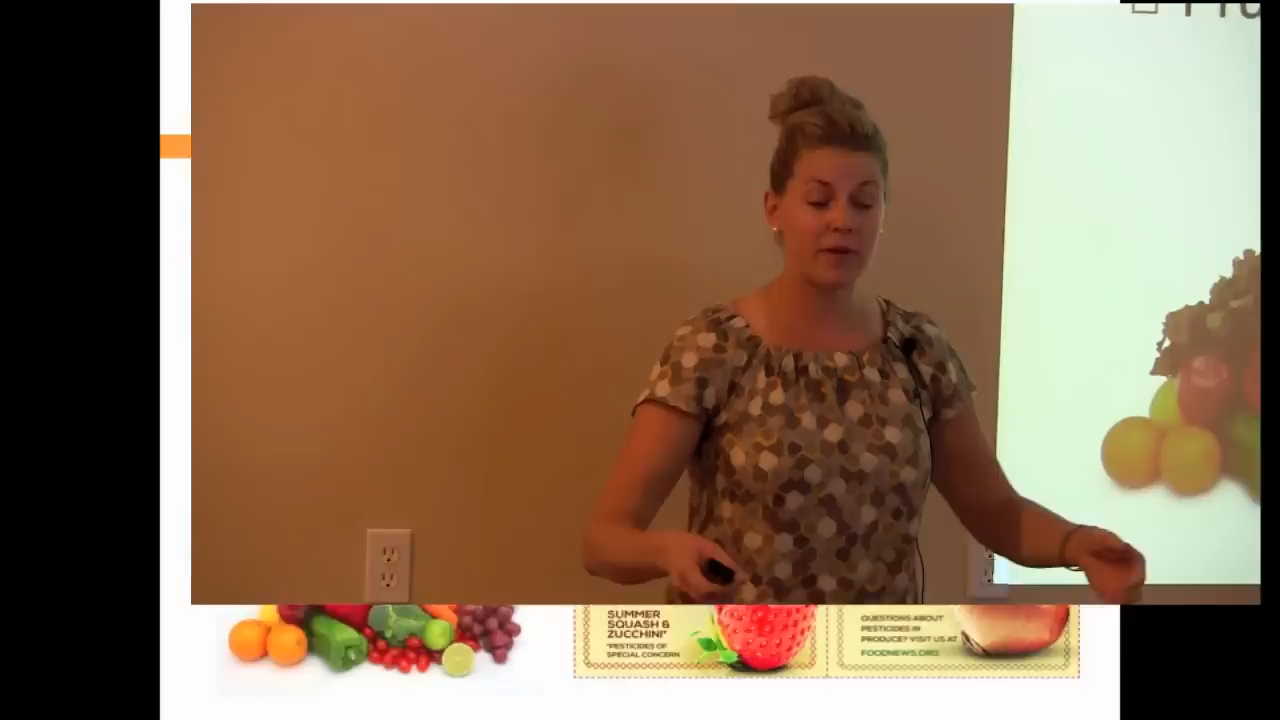 SUMMER
SQUASH &
ZUCCHINI*
*PESTICIDES OF
SPECIAL CONCERN
QUESTIONS ABOUT
PESTICIDES IN
PRODUCE? VISIT US AT
FOODNEWS.ORG